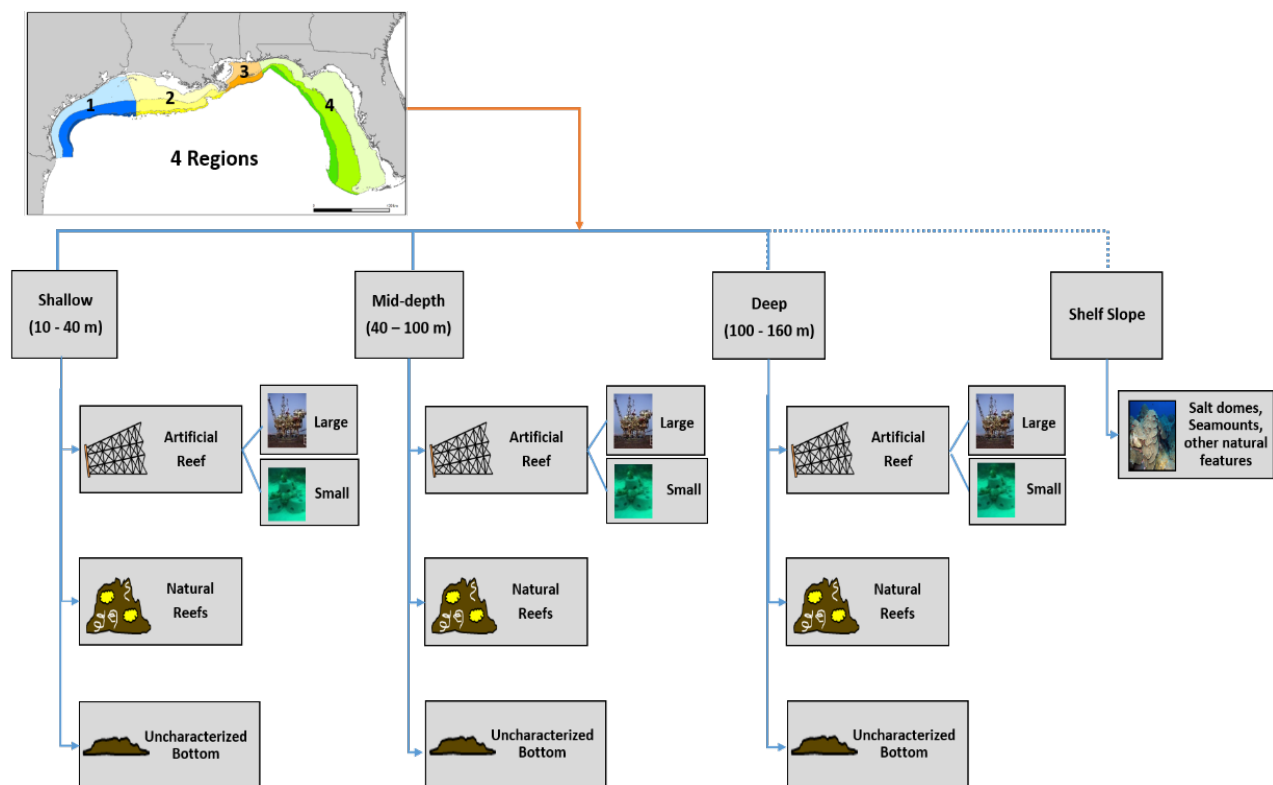 1
2
3
4
4 Regions
Shallow
(10 - 40 m)
Mid-depth
(40 – 100 m)
Deep
(100 - 160 m)
Shelf Slope
Artificial
Reef
Large
Small
Artificial
Reef
Large
Small
Artificial
Reef
Large
Small
Salt domes,
Seamounts,
other natural
features
Natural
Reefs
Natural
Reefs
Natural
Reefs
Uncharacterized
Bottom
Uncharacterized
Bottom
Uncharacterized
Bottom